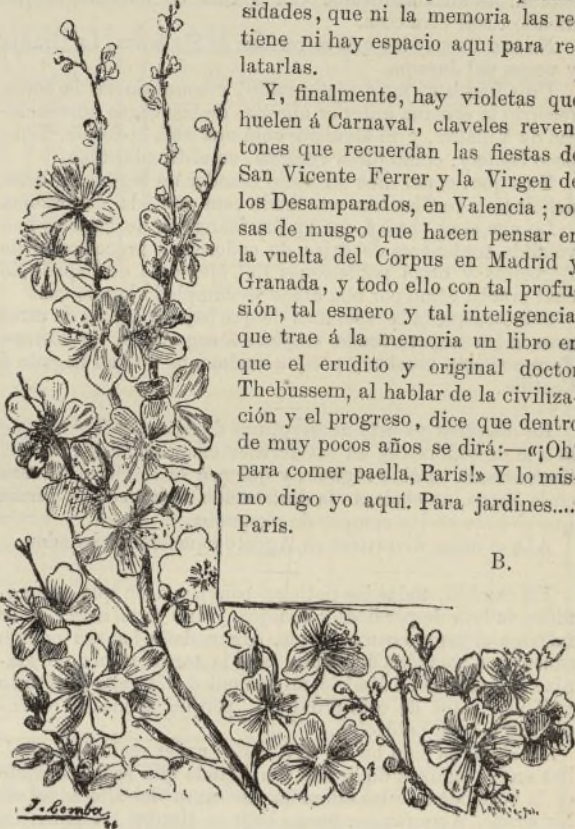 sidades, que ni la memoria las re
tiene ni hay espacio aquí para re
latarlas.
Y, finalmente, hay violetas que
huelen á Carnaval, claveles reven
tones que recuerdan las fiestas de
San Vicente Ferrer y la Virgen de
los Desamparados, en Valencia ; ro
sas de musgo que hacen pensar en
la vuelta del Corpus en Madrid y
Granada, y todo ello con tal profu
sión, tal esmero y tal inteligencia
que trae á la memoria un libro en
que el erudito y original doctor
Thebussem, al hablar de la civiliza-
ción y el progreso, dice que dentro
de muy pocos años se dirá:—«¡Oh!
para comer paella, París!» Y lo mis-
mo digo yo aquí. Para jardines....
París.
B.
J. Comba
86